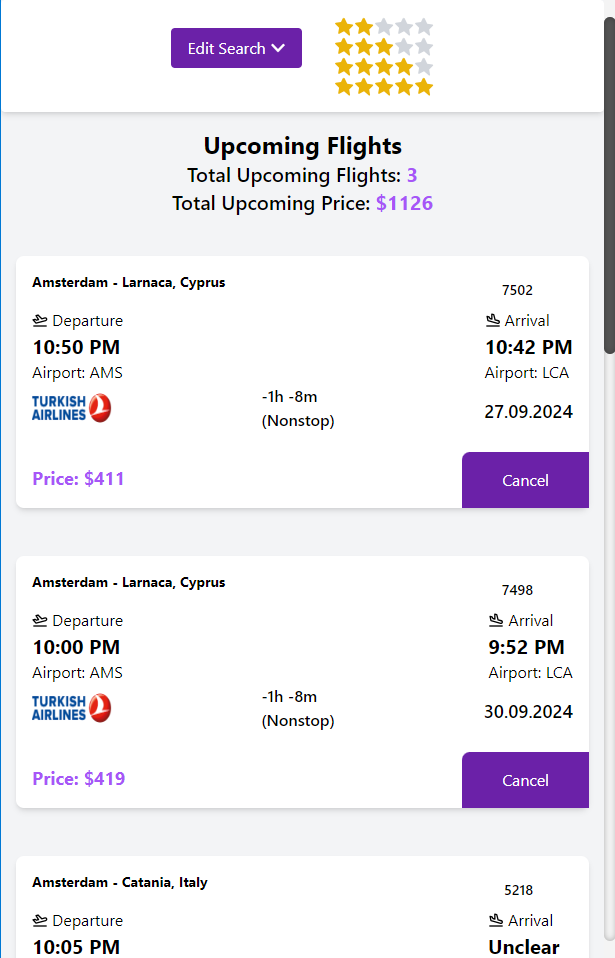 Edit Search
Upcoming Flights
Total Upcoming Flights: 3
Total Upcoming Price: $1126
Amsterdam - Larnaca, Cyprus
7502
Departure
Arrival
10:50 PM
10:42 PM
Airport: AMS
Airport: LCA
TURKISH
AIRLINES
-1h -8m
(Nonstop)
27.09.2024
Price: $411
Cancel
Amsterdam - Larnaca, Cyprus
7498
Departure
Arrival
10:00 PM
9:52 PM
Airport: AMS
Airport: LCA
TURKISH
AIRLINES
-1h -8m
(Nonstop)
30.09.2024
Price: $419
Cancel
Amsterdam - Catania, Italy
5218
Departure
Arrival
10:05 PM
Unclear